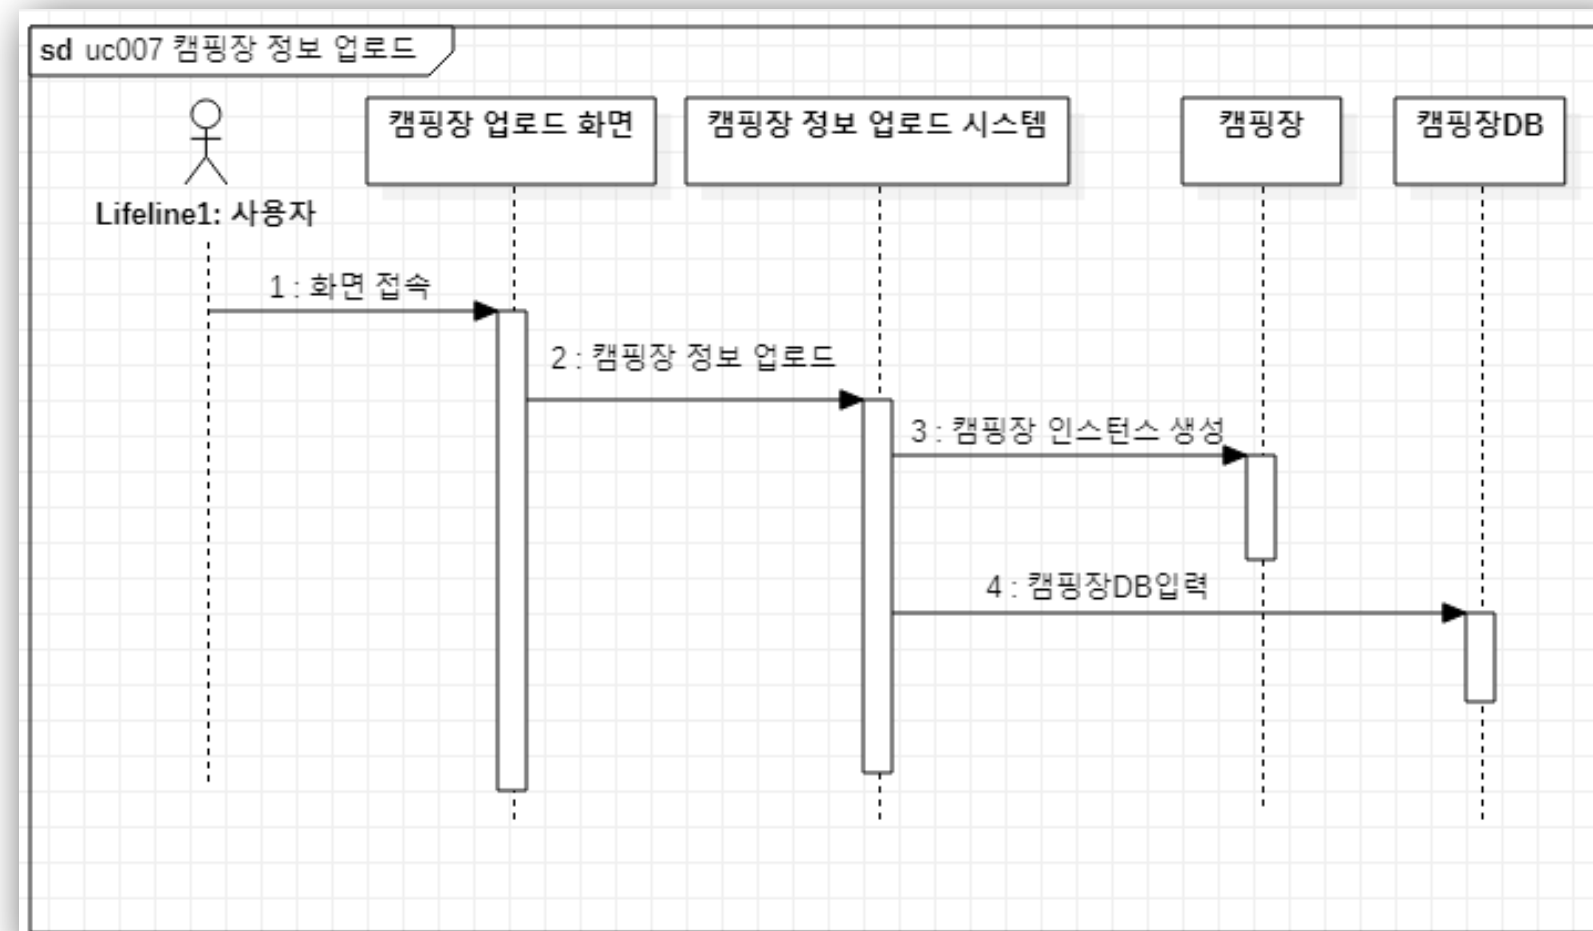 sd uc007 캠핑장 정보 업로드
캠핑장 업로드 화면
캠핑장 정보 업로드 시스템
캠핑장
캠핑장DB
Lifeline1: 사용자
1 : 화면 접속
2 : 캠핑장 정보 업로드
3 : 캠핑장 인스턴스 생성
4 : 캠핑장DB입력